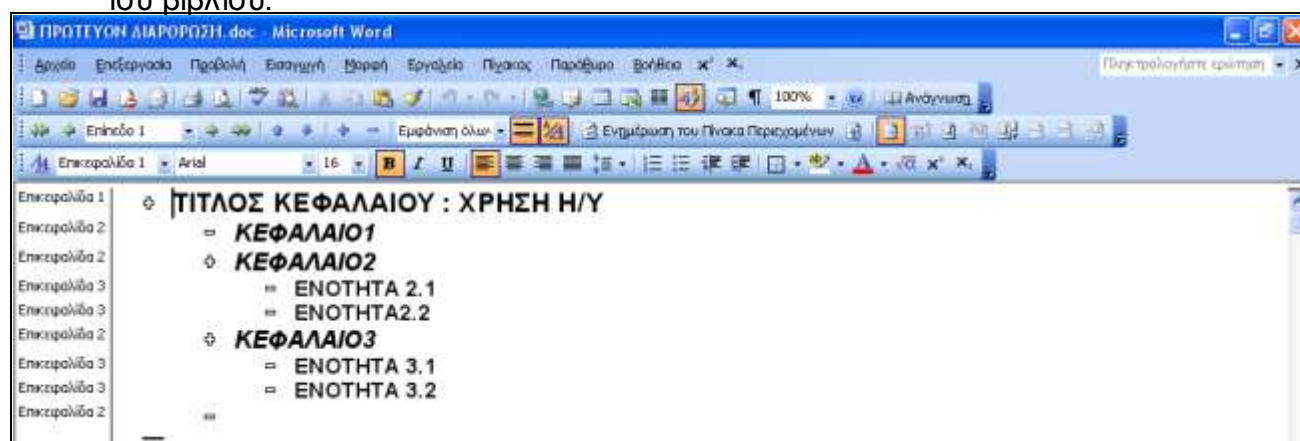 του βιβλίου.
ΠΡΟΤΕΥΟΝ ΔΙΑΡΟΡΩΣΗ.doc - Microsoft Word
Αρχείο Επεξεργασία Προβολή Εισαγωγή Μορφή Εργαλεία Πίνακας Παράθυρο Βοήθεια x² x₂ Πληκτρολογήστε ερώτηση
100% Ανάγνωση
Επίπεδο 1 Εμφάνιση όλων Ενημέρωση του Πίνακα Περιεχομένων
Επικεφαλίδα 1 Arial 16 B I U
Επικεφαλίδα 1 ΤΙΤΛΟΣ ΚΕΦΑΛΑΙΟΥ : ΧΡΗΣΗ Η/Υ
Επικεφαλίδα 2 ΚΕΦΑΛΑΙΟ1
Επικεφαλίδα 2 ΚΕΦΑΛΑΙΟ2
Επικεφαλίδα 3 ΕΝΟΤΗΤΑ 2.1
Επικεφαλίδα 3 ΕΝΟΤΗΤΑ2.2
Επικεφαλίδα 2 ΚΕΦΑΛΑΙΟ3
Επικεφαλίδα 3 ΕΝΟΤΗΤΑ 3.1
Επικεφαλίδα 3 ΕΝΟΤΗΤΑ 3.2
Επικεφαλίδα 2